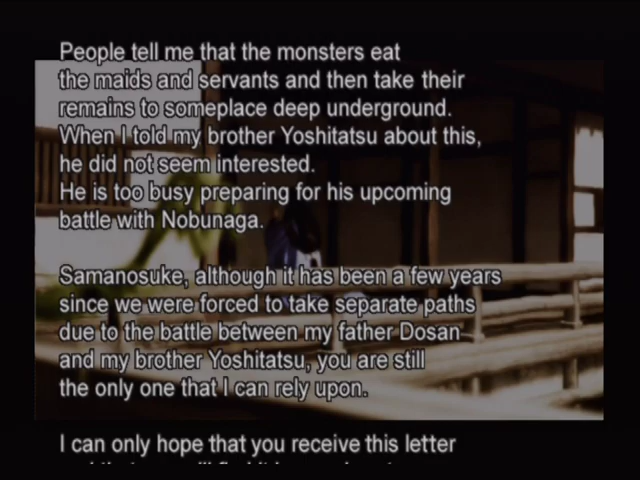 People tell me that the monsters eat
the maids and servants and then take their
remains to someplace deep underground.
When I told my brother Yoshitatsu about this,
he did not seem interested.
He is too busy preparing for his upcoming
battle with Nobunaga.
Samanosuke, although it has been a few years
since we were forced to take separate paths
due to the battle between my father Dosan
and my brother Yoshitatsu, you are still
the only one that I can rely upon.
I can only hope that you receive this letter